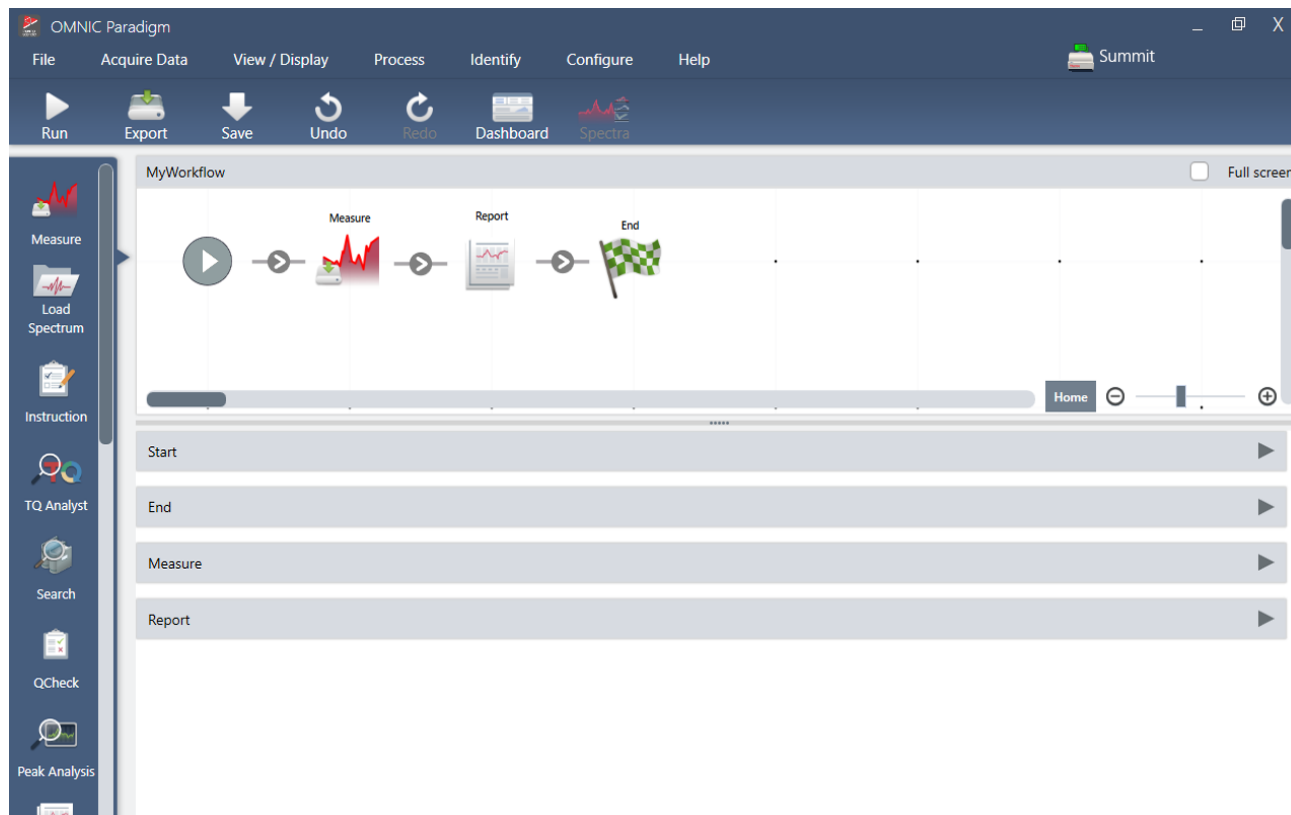 OMNIC Paradigm
File Acquire Data View / Display Process Identify Configure Help Summit
Run Export Save Undo Redo Dashboard Spectra
MyWorkflow Full screen
Measure
Load
Spectrum
Instruction
TQ Analyst
Search
QCheck
Peak Analysis
Measure Report End
Home
Start
End
Measure
Report